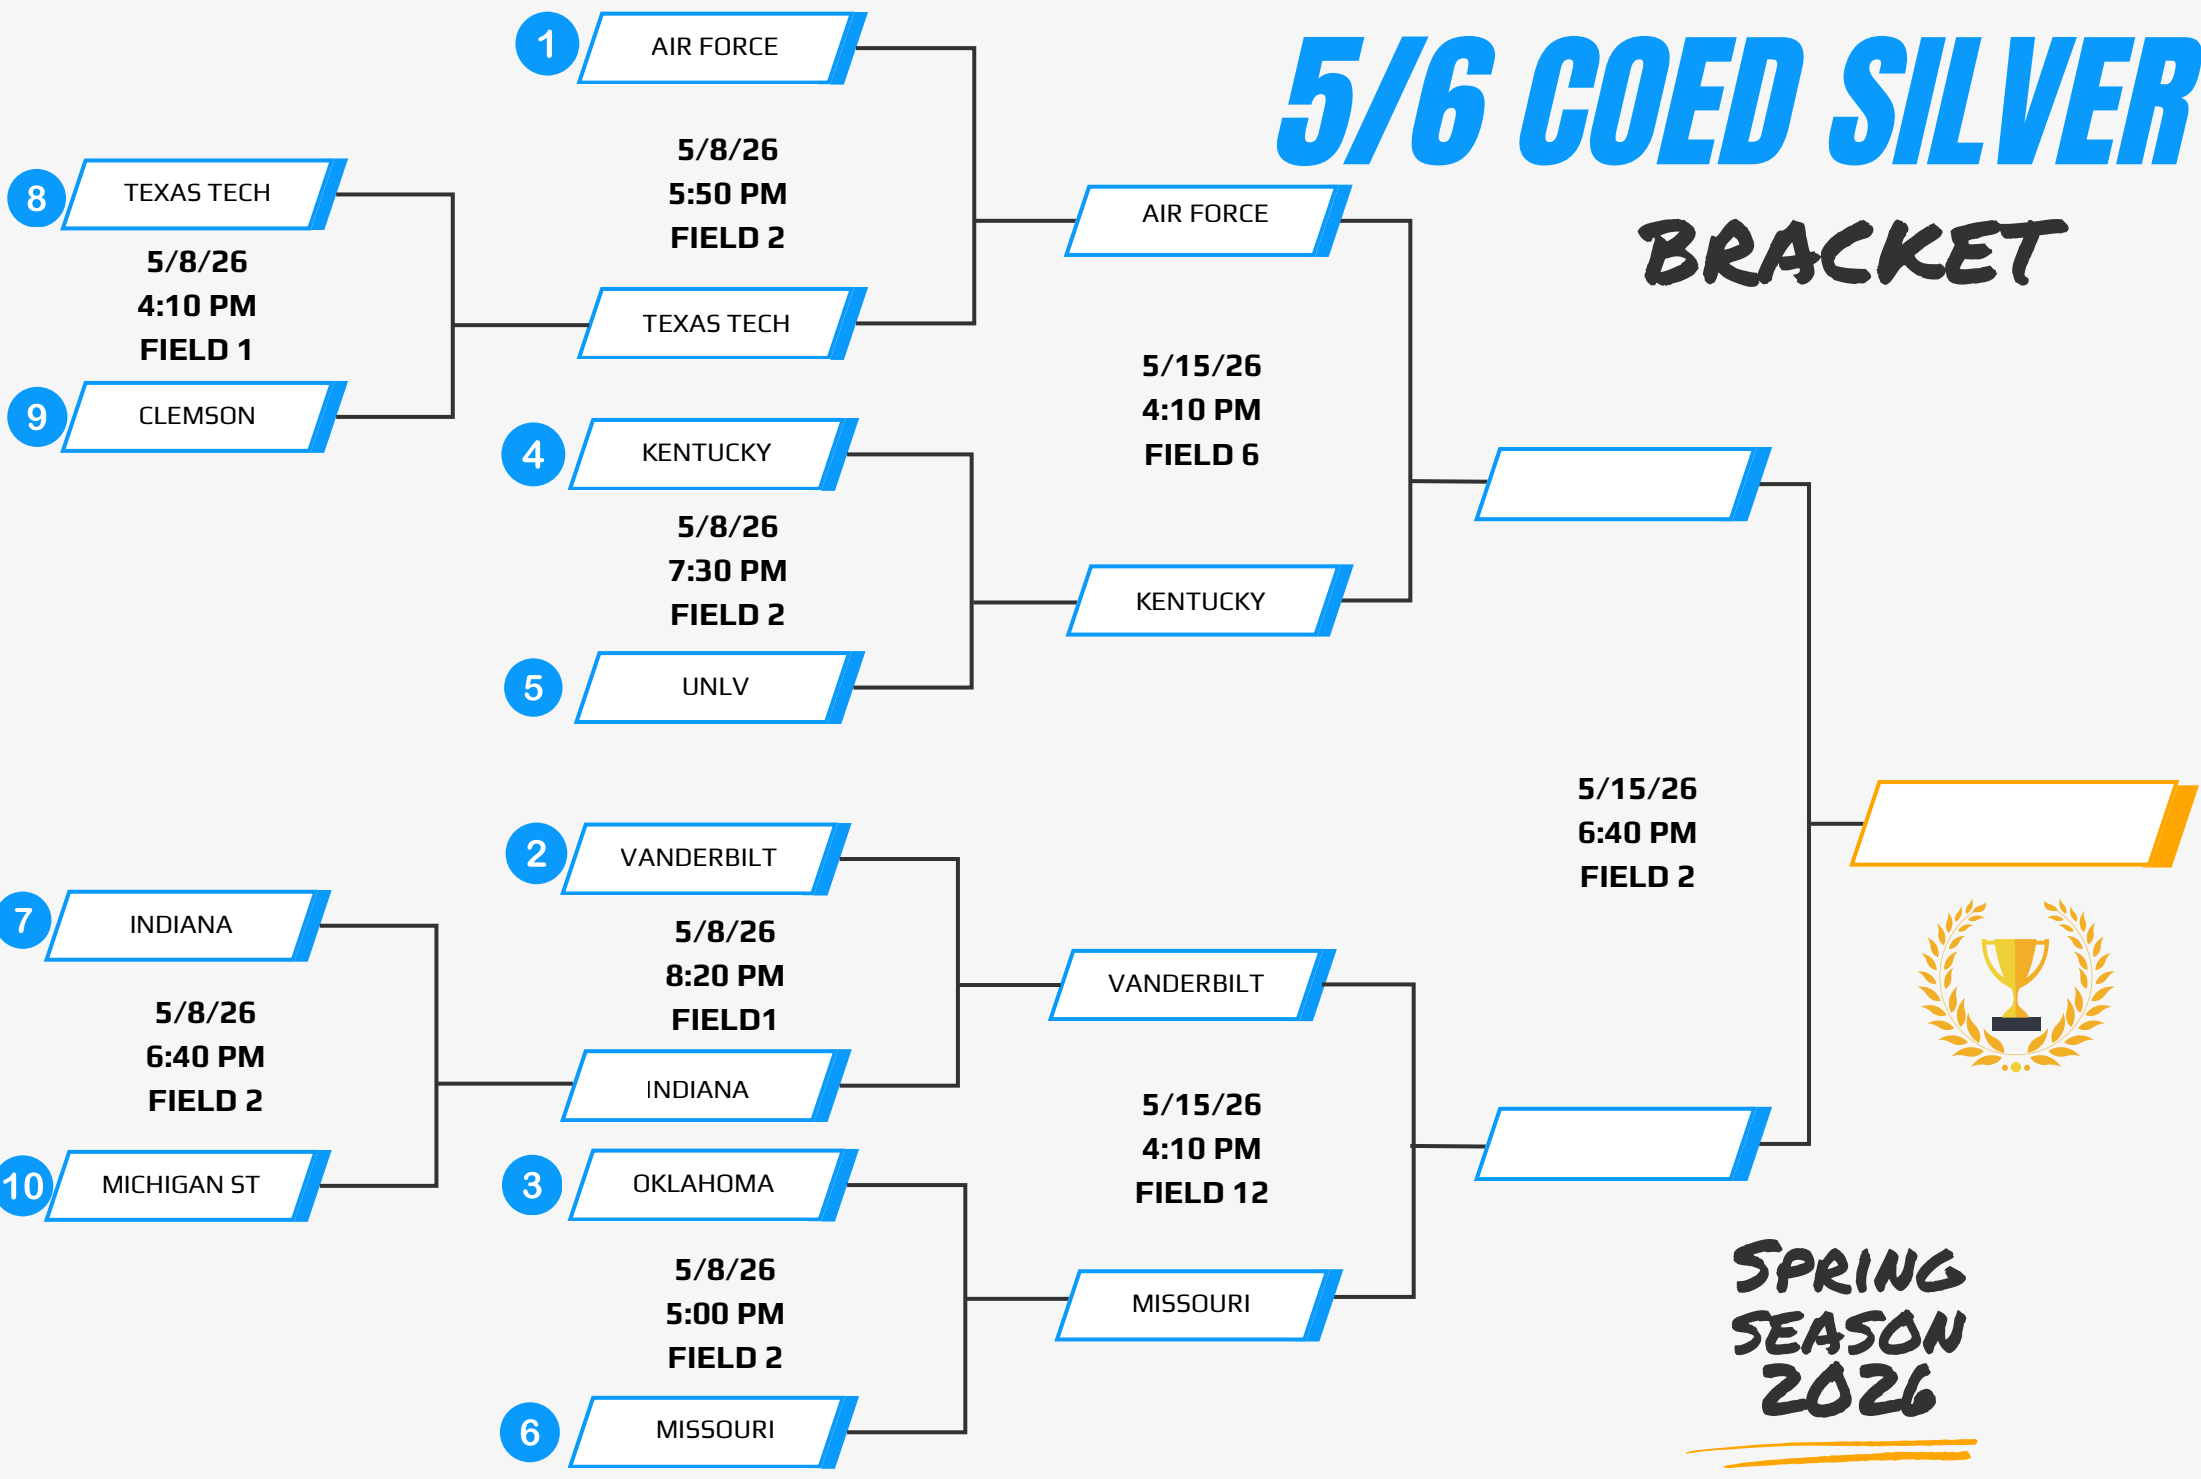 5/6 COED SILVER
BRACKET
1
AIR FORCE
5/8/26
5:50 PM
FIELD 2
8
TEXAS TECH
5/8/26
4:10 PM
FIELD 1
9
CLEMSON
TEXAS TECH
AIR FORCE
5/15/26
4:10 PM
FIELD 6
4
KENTUCKY
5/8/26
7:30 PM
FIELD 2
5
UNLV
KENTUCKY
5/15/26
6:40 PM
FIELD 2
2
VANDERBILT
5/8/26
8:20 PM
FIELD1
7
INDIANA
5/8/26
6:40 PM
FIELD 2
10
MICHIGAN ST
INDIANA
VANDERBILT
5/15/26
4:10 PM
FIELD 12
3
OKLAHOMA
5/8/26
5:00 PM
FIELD 2
6
MISSOURI
MISSOURI
SPRING
SEASON
2026